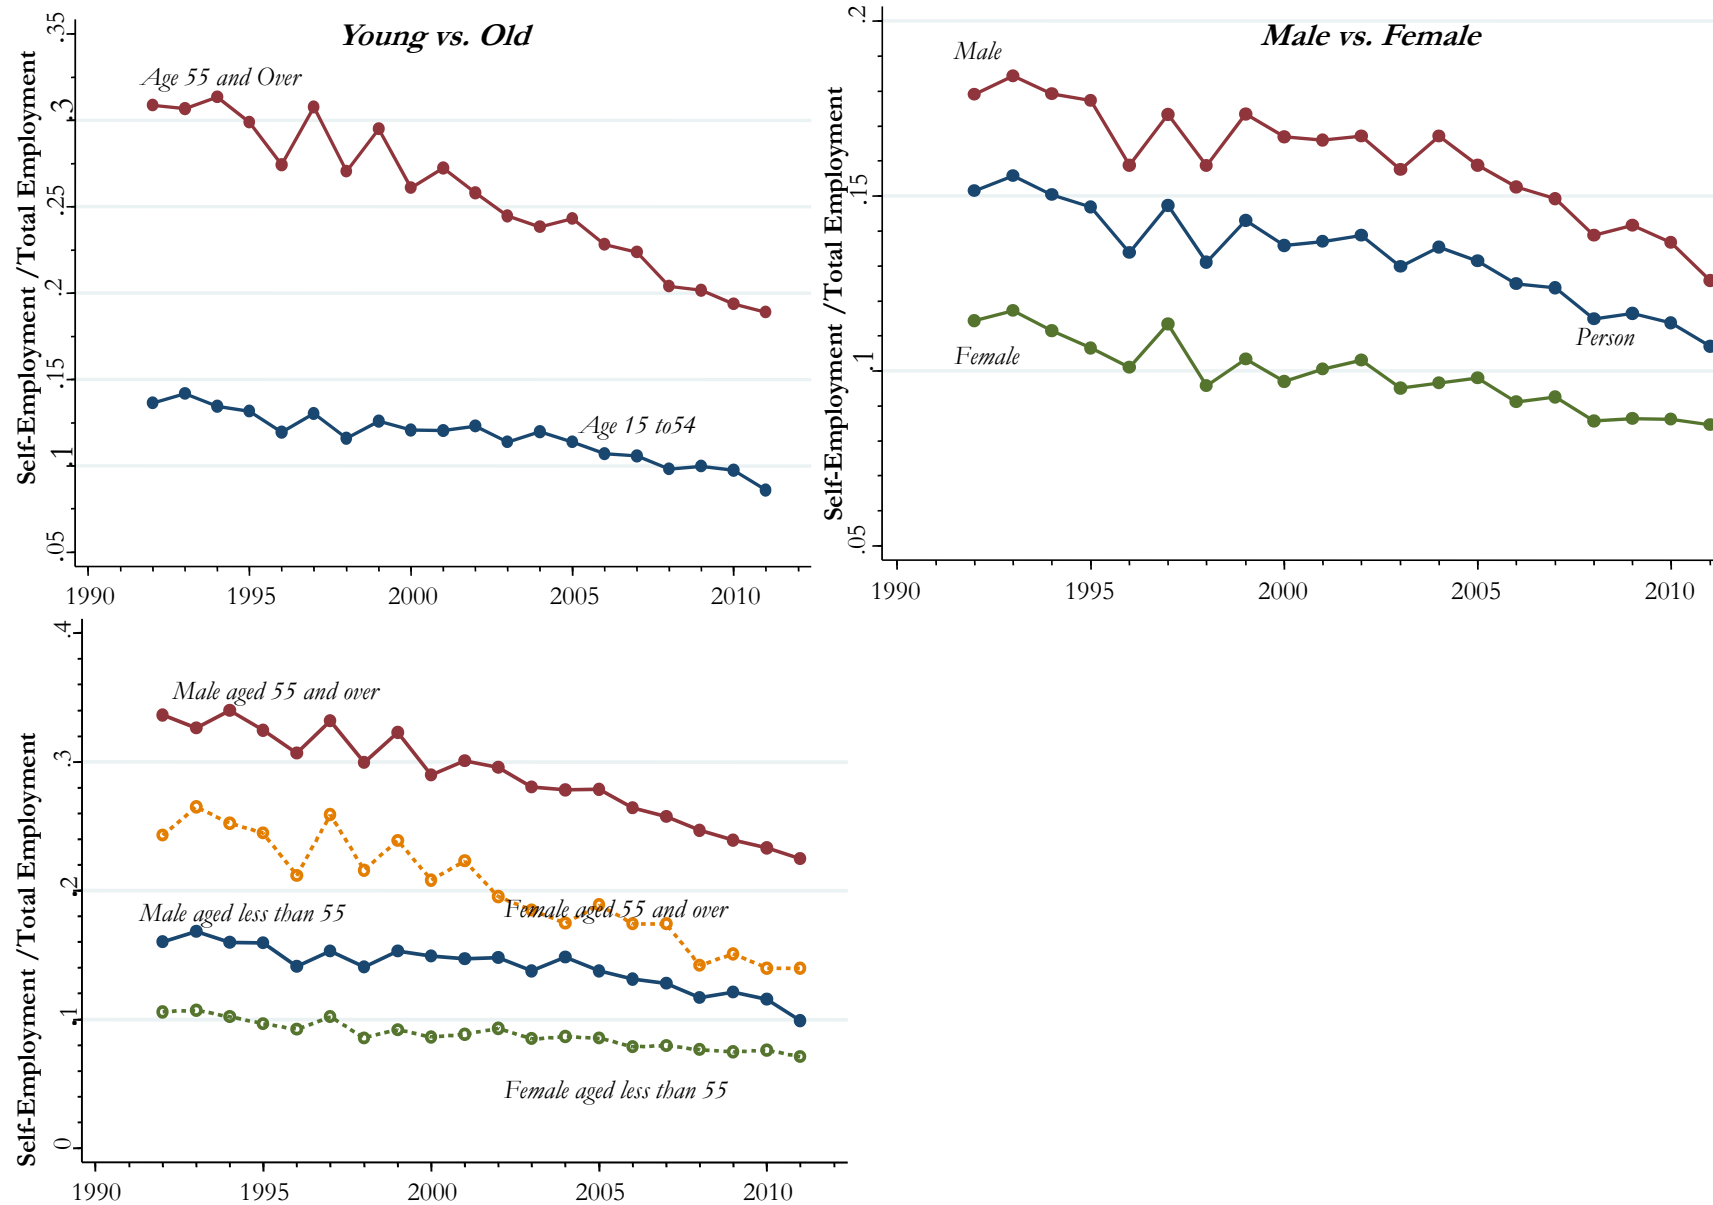 Young vs. Old
Self-Employment /Total Employment
.35
.3
.25
.2
.15
.1
.05
Age 55 and Over
Age 15 to54
1990 1995 2000 2005 2010
Male vs. Female
Self-Employment /Total Employment
.2
.15
.1
.05
Male
Person
Female
1990 1995 2000 2005 2010
Self-Employment /Total Employment
.4
.3
.2
.1
0
Male aged 55 and over
Male aged less than 55
Female aged 55 and over
Female aged less than 55
1990 1995 2000 2005 2010